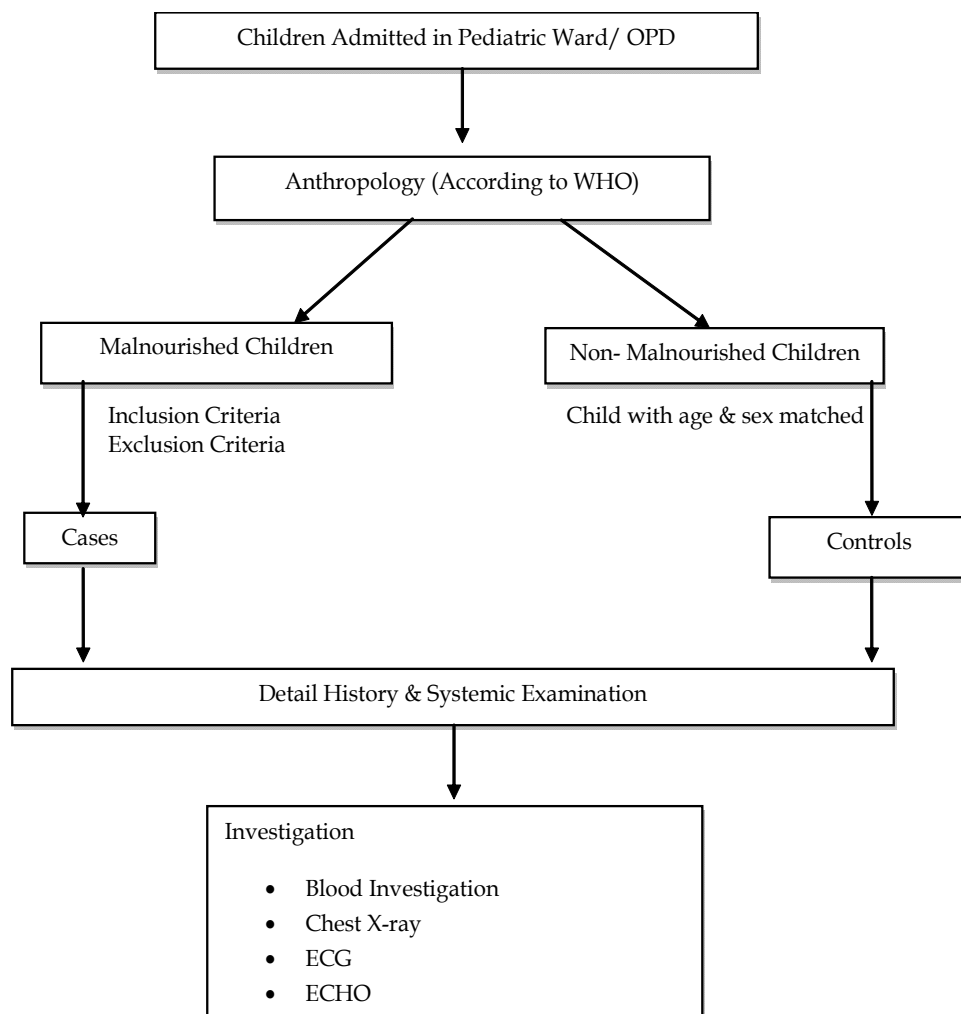 Children Admitted in Pediatric Ward/ OPD
Anthropology (According to WHO)
Malnourished Children
Non- Malnourished Children
Inclusion Criteria
Exclusion Criteria
Child with age & sex matched
Cases
Controls
Detail History & Systemic Examination
Investigation
• Blood Investigation
• Chest X-ray
• ECG
• ECHO